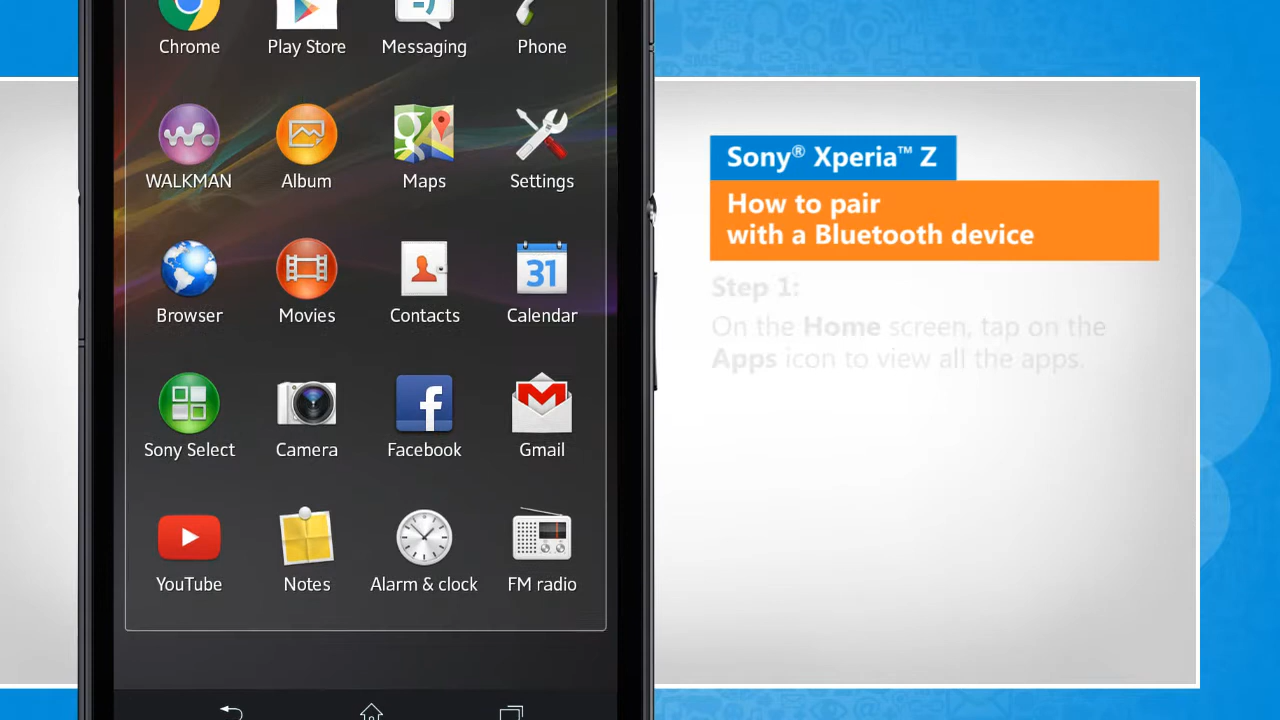 Chrome Play Store Messaging Phone
WALKMAN Album Maps Settings
31
Browser Movies Contacts Calendar
Sony Select Camera Facebook Gmail
YouTube Notes Alarm & clock FM radio
Sony® Xperia™ Z
How to pair
with a Bluetooth device
Step 1:
On the Home screen, tap on the
Apps icon to view all the apps.